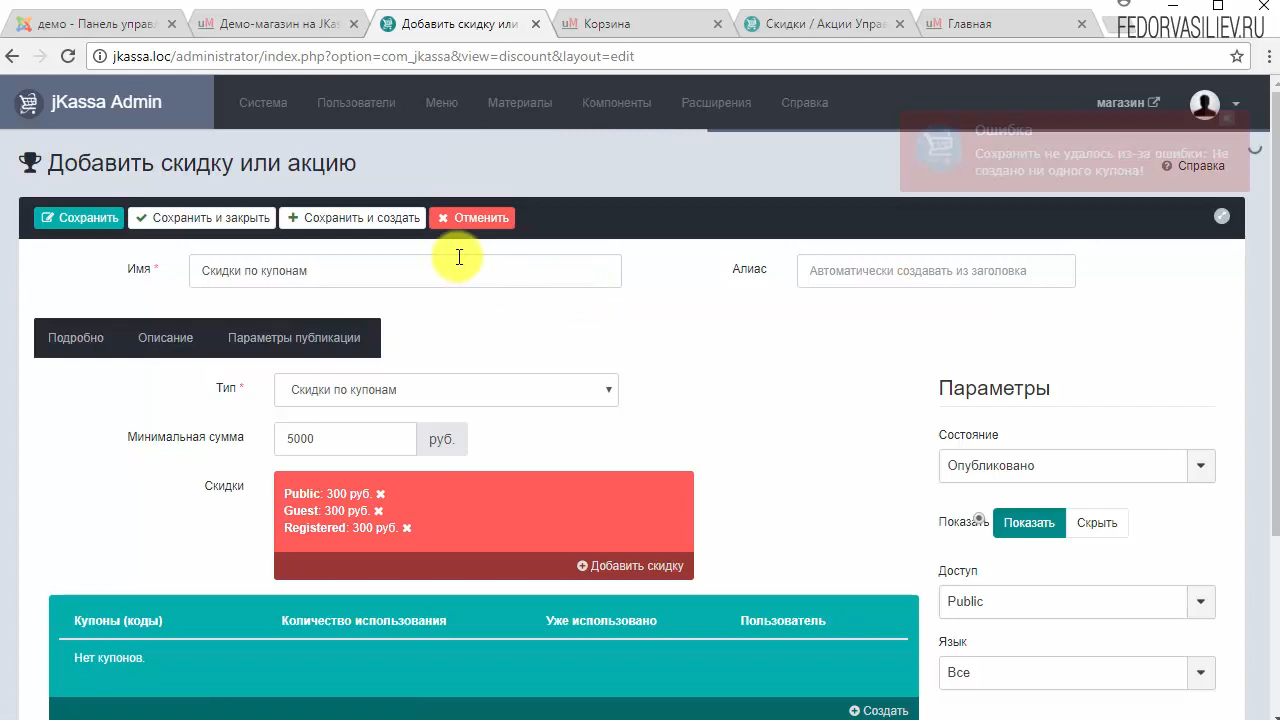 демо - Панель управл
Демо-магазин на JKas
Добавить скидку или
Корзина
Скидки / Акции Упра
Главная
FEDORVASILIEV.RU
jkassa.loc/administrator/index.php?option=com_jkassa&view=discount&layout=edit
jKassa Admin
Система
Пользователи
Меню
Материалы
Компоненты
Расширения
Справка
магазин
Ошибка
Сохранить не удалось из-за ошибки: Не
создано ни одного купона!
Справка
Добавить скидку или акцию
Сохранить
Сохранить и закрыть
Сохранить и создать
Отменить
Имя *
Скидки по купонам
Алиас
Автоматически создавать из заголовка
Подробно
Описание
Параметры публикации
Тип *
Скидки по купонам
Минимальная сумма
5000
руб.
Скидки
Public: 300 руб.
Guest: 300 руб.
Registered: 300 руб.
Добавить скидку
Купоны (коды)
Количество использования
Уже использовано
Пользователь
Нет купонов.
Создать
Параметры
Состояние
Опубликовано
Показать
Показать
Скрыть
Доступ
Public
Язык
Все